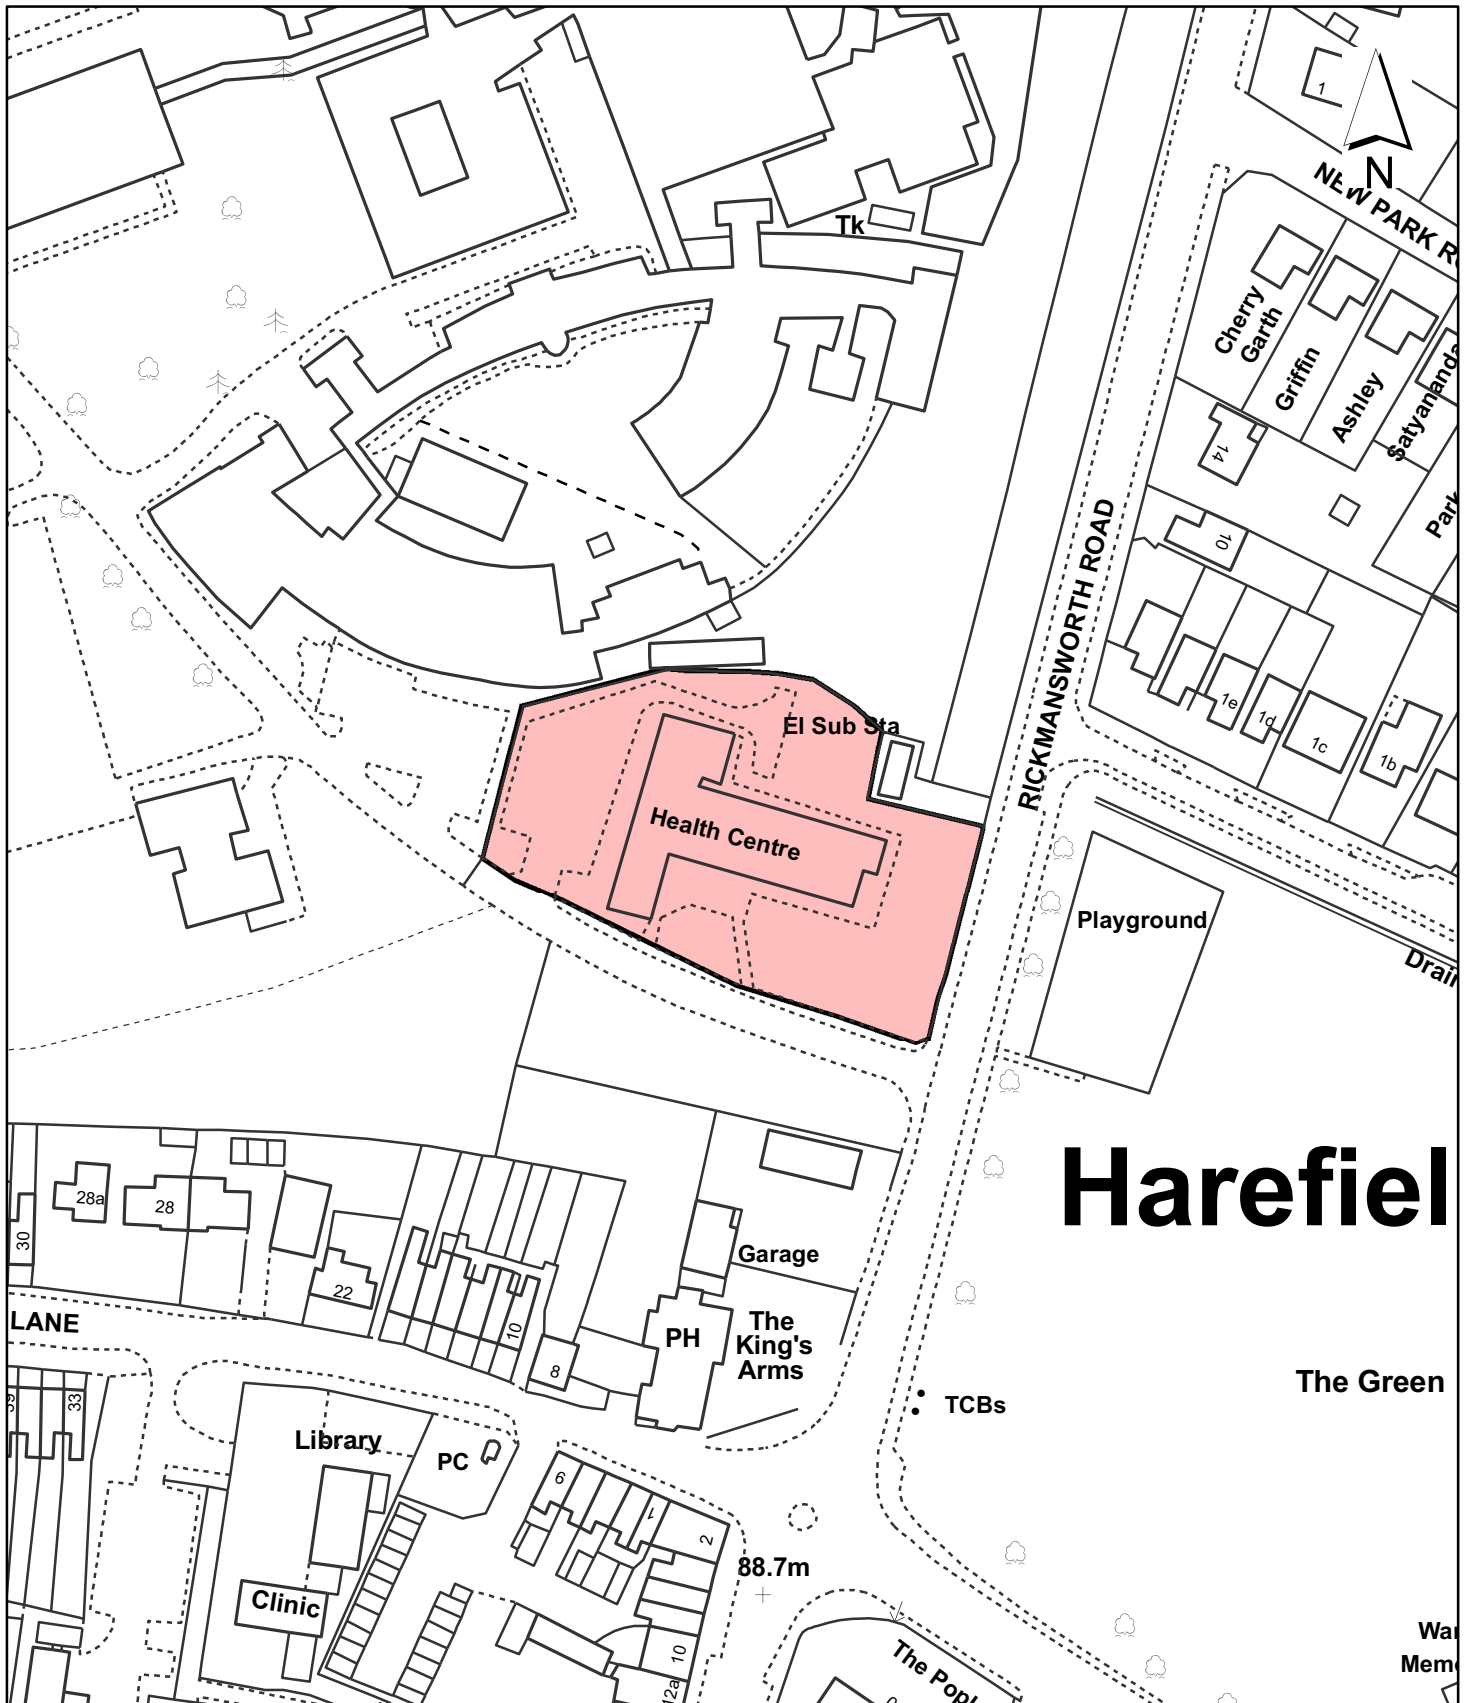 1
N
NEW PARK R
Tk
Cherry
Garth
Griffin
Ashley
Satyananda
Park
14
10
RICKMANSWORTH ROAD
1e
1d
1c
1b
El Sub Sta
Health Centre
Playground
Drain
Harefiel
28a
28
30
22
10
8
Garage
The
King's
Arms
PH
LANE
The Green
TCBs
39
33
Library
PC
6
1
2
88.7m
Clinic
10
12a
The Popl
War
Memo